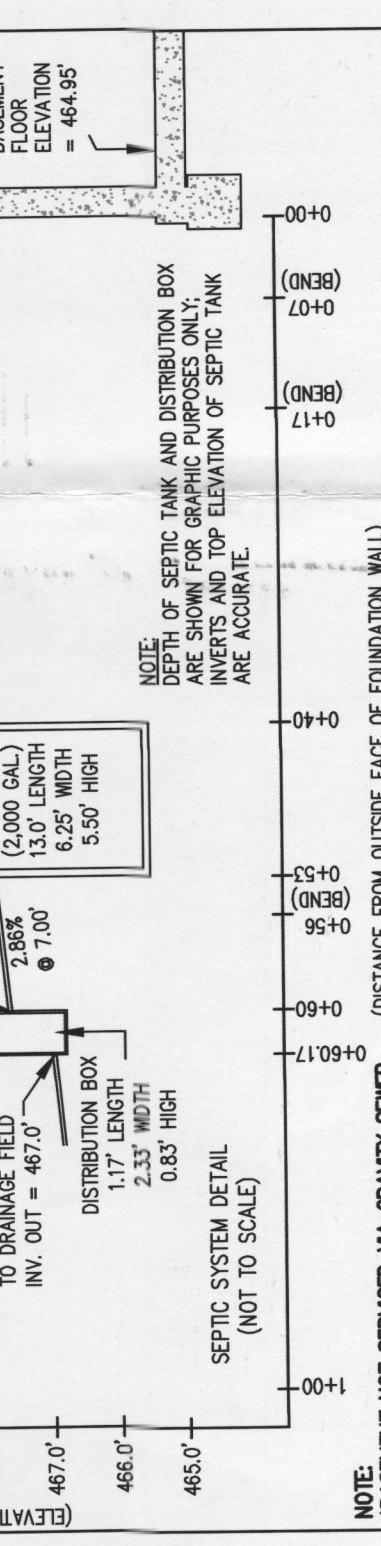 FLOOR
ELEVATION
= 464.95'
(2,000 GAL.)
13.0' LENGTH
6.25' WIDTH
5.50' HIGH
2.86%
@ 7.00'
TO DRAINAGE FIELD
INV. OUT = 467.0'
DISTRIBUTION BOX
1.17' LENGTH
2.33' WIDTH
0.83' HIGH
NOTE:
DEPTH OF SEPTIC TANK AND DISTRIBUTION BOX
ARE SHOWN FOR GRAPHIC PURPOSES ONLY;
INVERTS AND TOP ELEVATION OF SEPTIC TANK
ARE ACCURATE.
SEPTIC SYSTEM DETAIL
(NOT TO SCALE)
467.0'
466.0'
465.0'
1+00
0+60.17
0+60
0+56
(BEND)
0+53
0+40
0+17
(BEND)
0+07
(BEND)
0+00
(DISTANCE FROM OUTSIDE FACE OF FOUNDATION WALL)
NOTE: